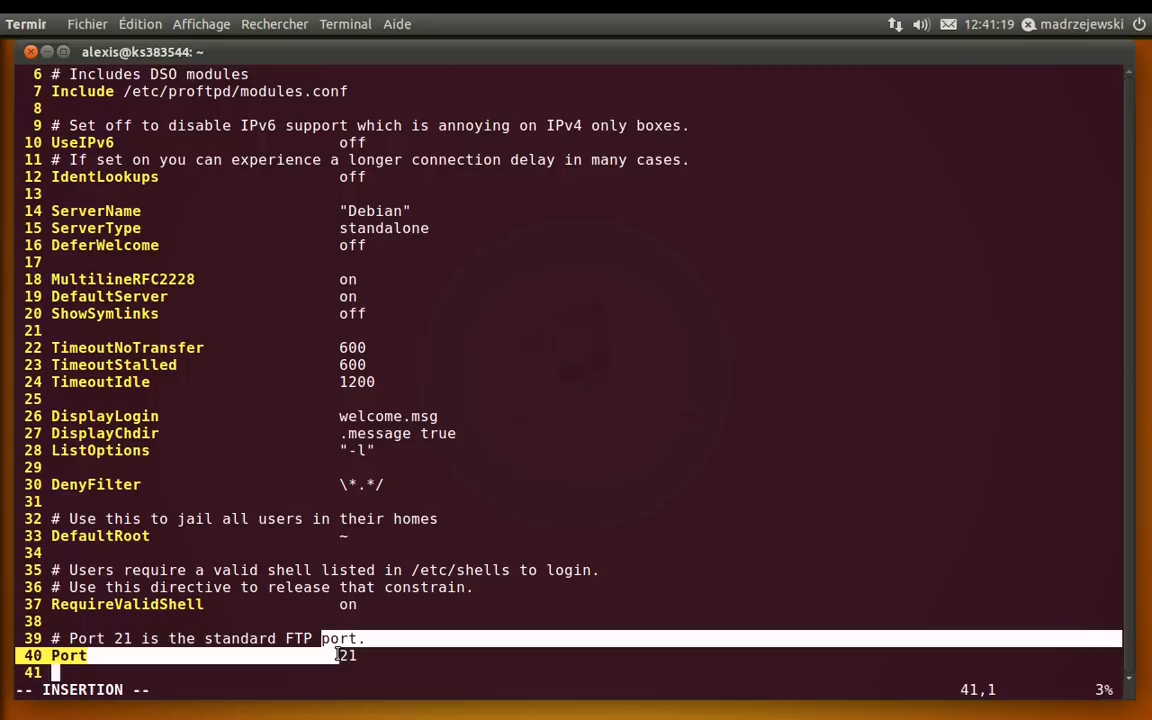 Termir Fichier Édition Affichage Rechercher Terminal Aide 12:41:19 madrzejewski
alexis@ks383544: ~
6 # Includes DSO modules
7 Include /etc/proftpd/modules.conf
8
9 # Set off to disable IPv6 support which is annoying on IPv4 only boxes.
10 UseIPv6 off
11 # If set on you can experience a longer connection delay in many cases.
12 IdentLookups off
13
14 ServerName "Debian"
15 ServerType standalone
16 DeferWelcome off
17
18 MultilineRFC2228 on
19 DefaultServer on
20 ShowSymlinks off
21
22 TimeoutNoTransfer 600
23 TimeoutStalled 600
24 TimeoutIdle 1200
25
26 DisplayLogin welcome.msg
27 DisplayChdir .message true
28 ListOptions "-l"
29
30 DenyFilter \*.*/
31
32 # Use this to jail all users in their homes
33 DefaultRoot ~
34
35 # Users require a valid shell listed in /etc/shells to login.
36 # Use this directive to release that constrain.
37 RequireValidShell on
38
39 # Port 21 is the standard FTP port.
40 Port 21
41
-- INSERTION -- 41,1 3%